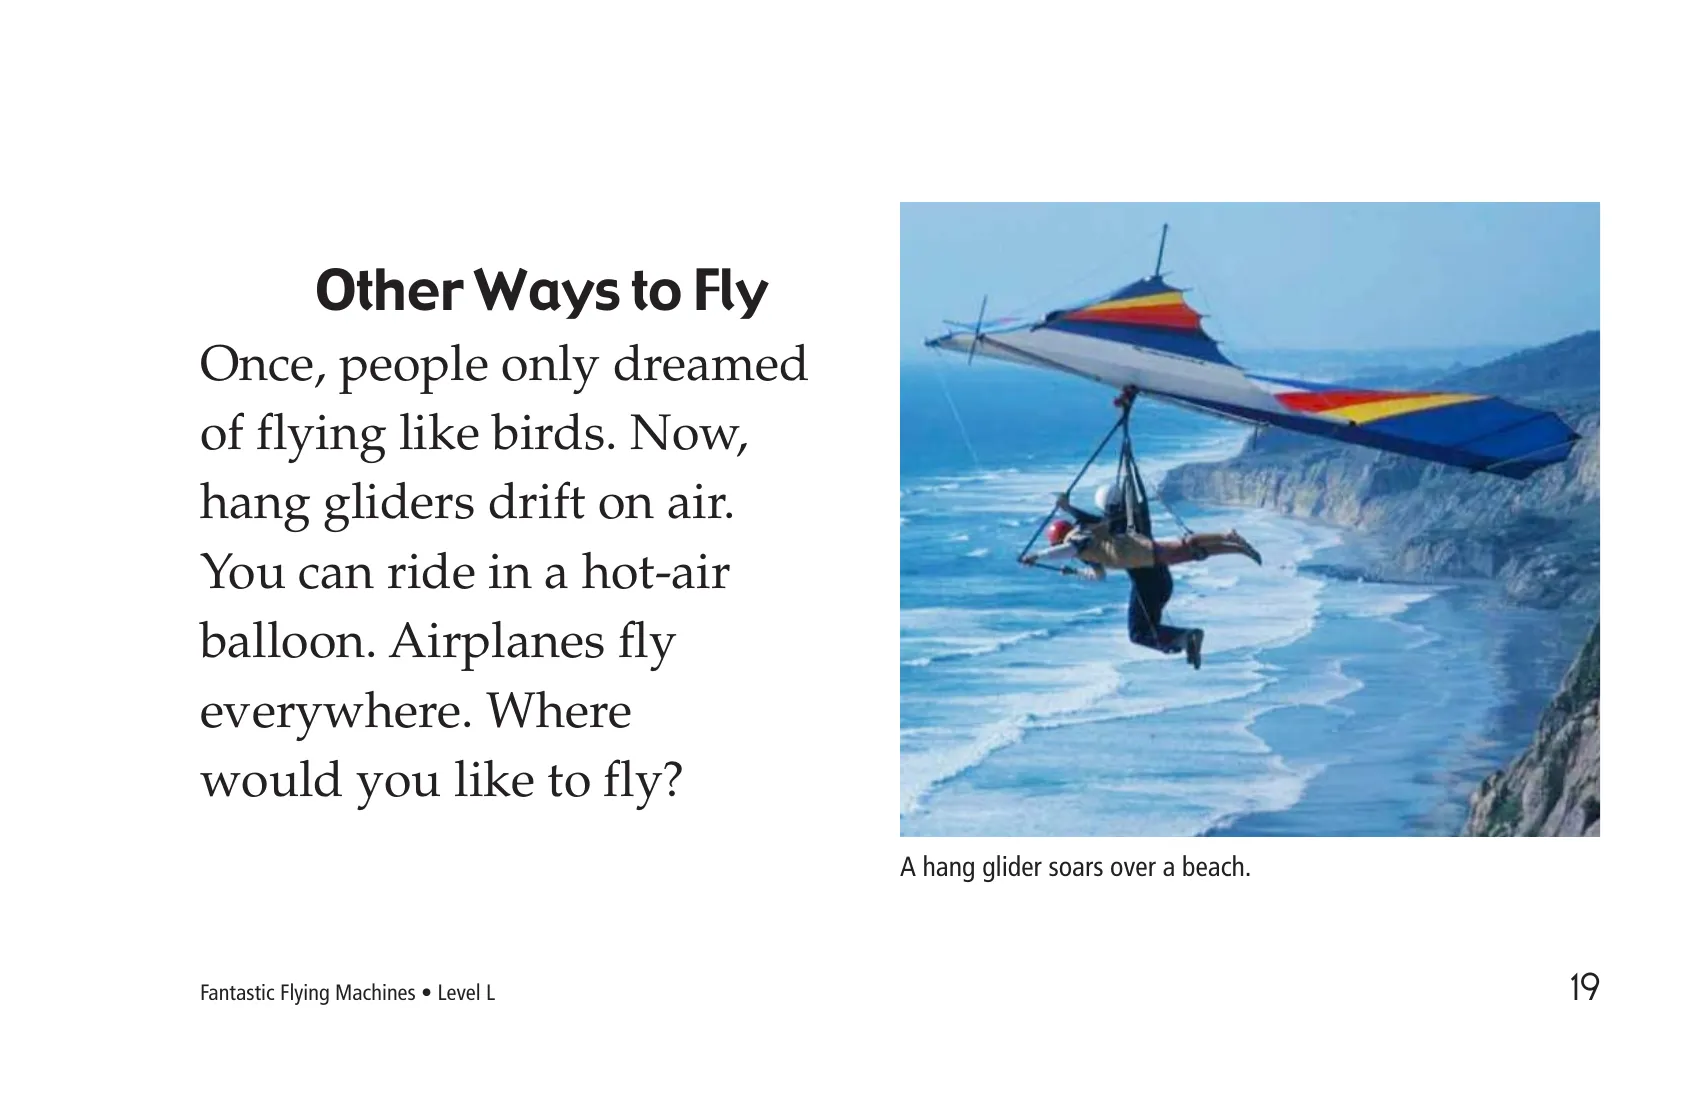 Other Ways to Fly
Once, people only dreamed
of flying like birds. Now,
hang gliders drift on air.
You can ride in a hot-air
balloon. Airplanes fly
everywhere. Where
would you like to fly?
A hang glider soars over a beach.
Fantastic Flying Machines • Level L
19